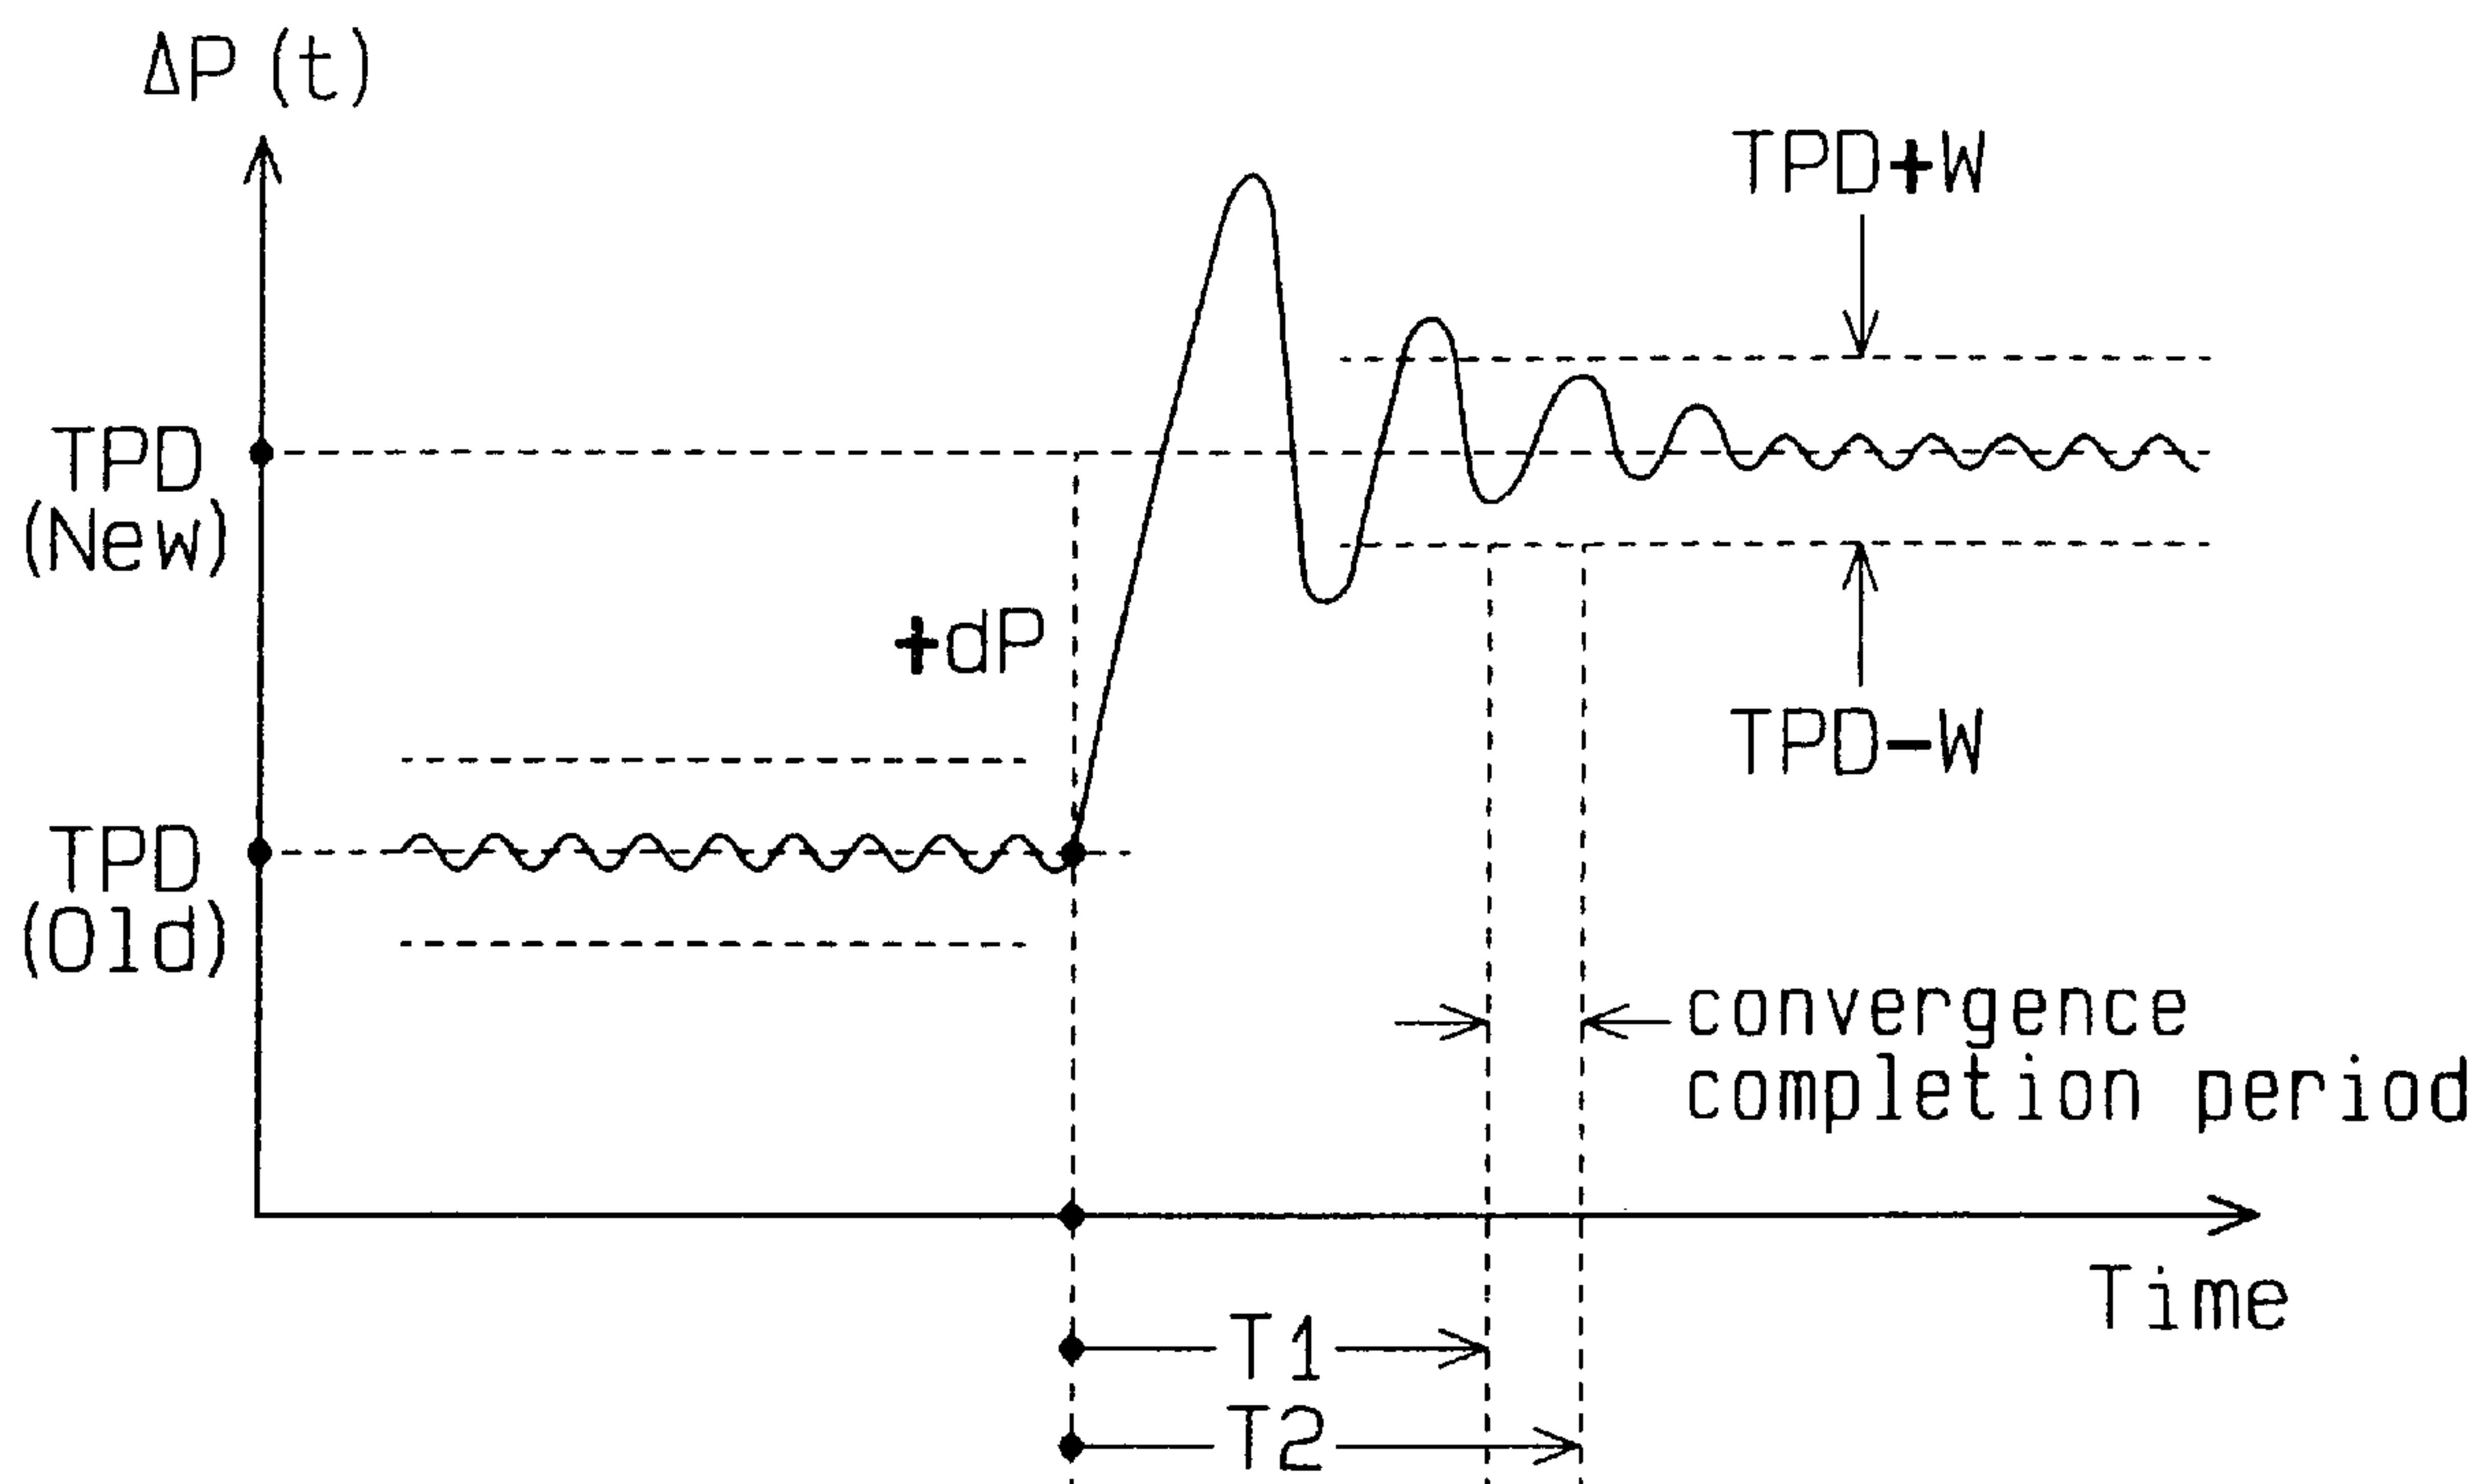 ΔP (t)
TPD+W
TPD
(New)
+dP
TPD-W
TPD
(Old)
convergence
completion period
Time
T1
T2